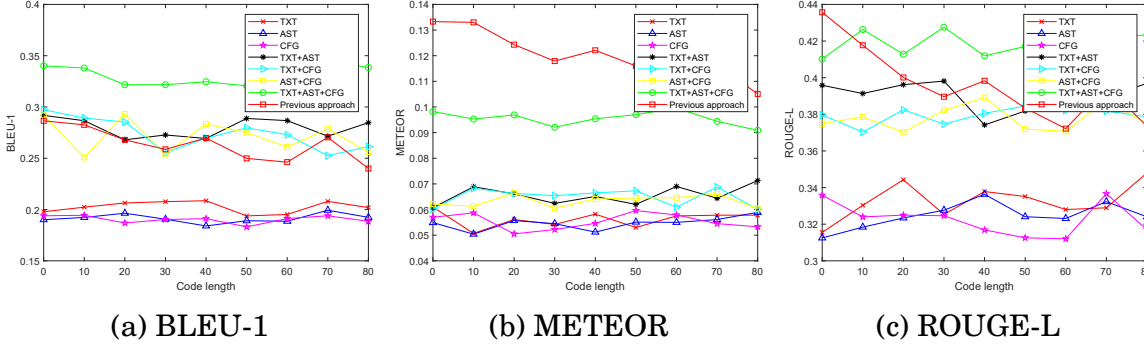 0.4
0.35
0.3
0.25
0.2
0.15
BLEU-1
0 10 20 30 40 50 60 70 80
Code length
TXT
AST
CFG
TXT+AST
TXT+CFG
AST+CFG
TXT+AST+CFG
Previous approach
(a) BLEU-1
0.14
0.13
0.12
0.11
0.1
0.09
0.08
0.07
0.06
0.05
0.04
METEOR
0 10 20 30 40 50 60 70 80
Code length
TXT
AST
CFG
TXT+AST
TXT+CFG
AST+CFG
TXT+AST+CFG
Previous approach
(b) METEOR
0.44
0.42
0.4
0.38
0.36
0.34
0.32
0.3
ROUGE-L
0 10 20 30 40 50 60 70 80
Code length
TXT
AST
CFG
TXT+AST
TXT+CFG
AST+CFG
TXT+AST+CFG
Previous approach
(c) ROUGE-L